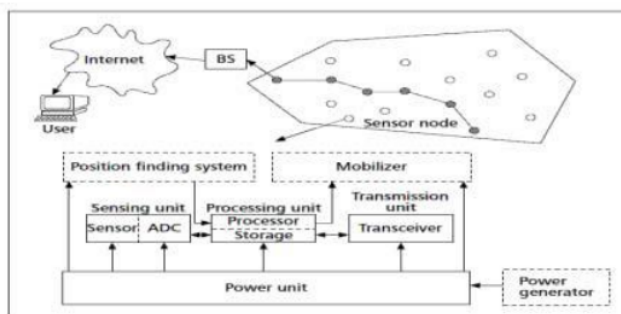 Internet
BS
User
Sensor node
Position finding system
Mobilizer
Sensing unit
Processing unit
Transmission
unit
Sensor
ADC
Processor
Storage
Transceiver
Power unit
Power
generator